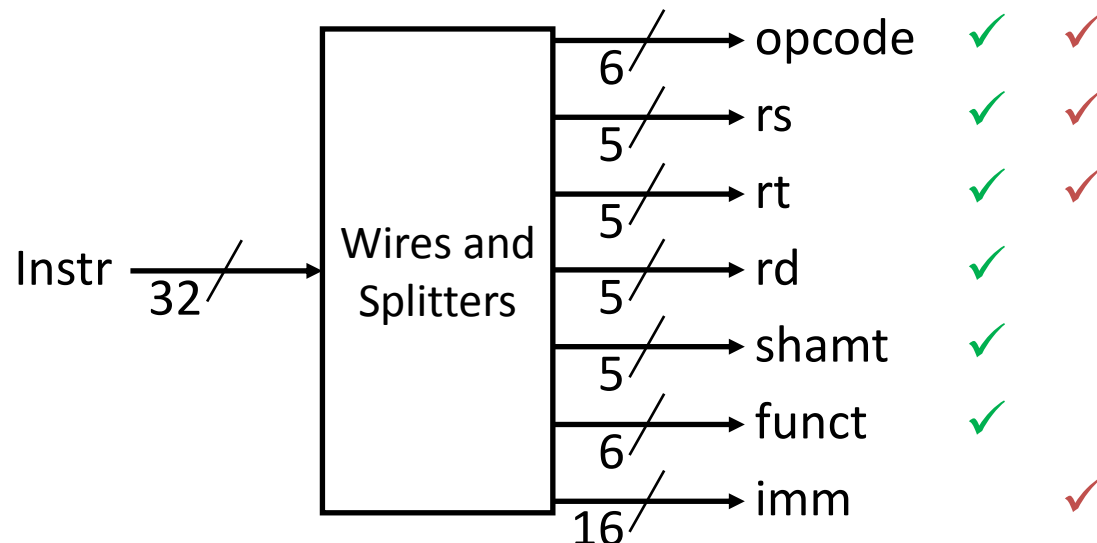 6 opcode ✓ ✓
5 rs ✓ ✓
5 rt ✓ ✓
Instr 32
Wires and
Splitters
5 rd ✓
5 shamt ✓
6 funct ✓
16 imm ✓